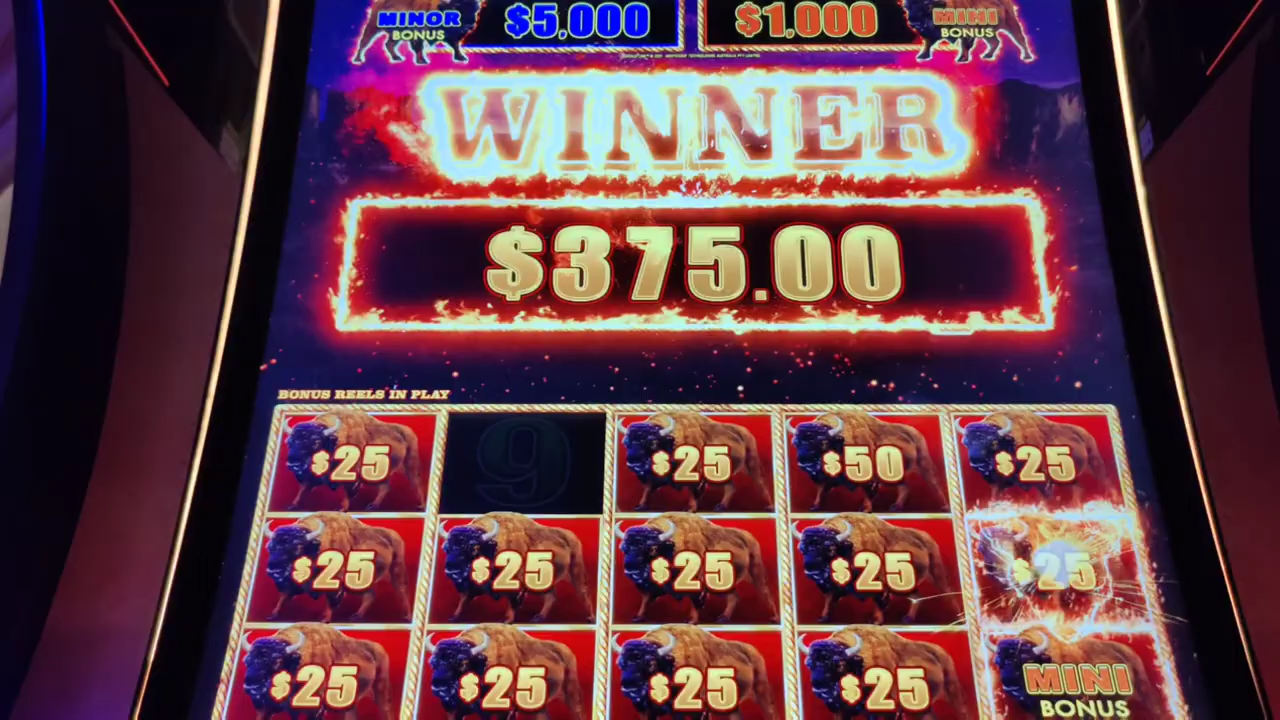 MINOR
BONUS
$5,000
$1,000
MINI
BONUS
WINNER
$375.00
BONUS REELS IN PLAY
$25 9 $25 $50 $25
$25 $25 $25 $25 $25
$25 $25 $25 $25 MINI
BONUS